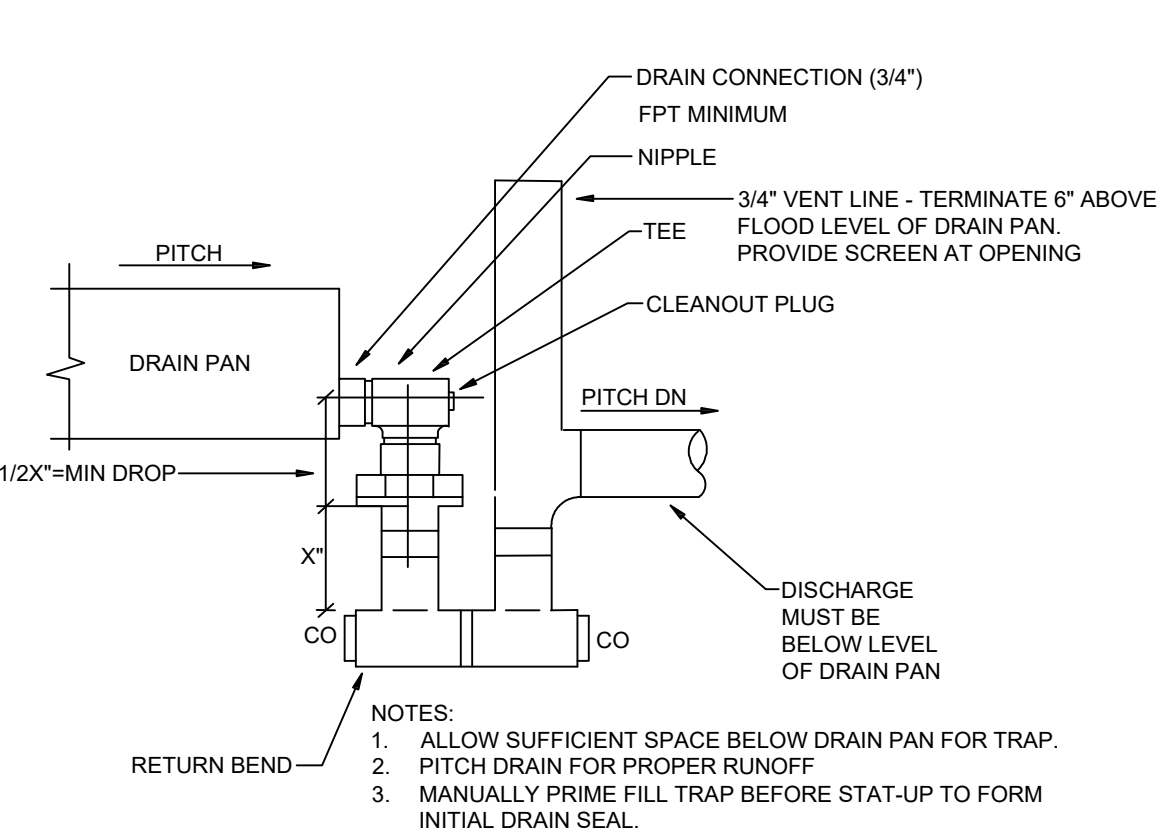 DRAIN CONNECTION (3/4")
FPT MINIMUM
NIPPLE
3/4" VENT LINE - TERMINATE 6" ABOVE
FLOOD LEVEL OF DRAIN PAN.
PROVIDE SCREEN AT OPENING
TEE
PITCH
CLEANOUT PLUG
DRAIN PAN
PITCH DN
1/2X"=MIN DROP
X"
DISCHARGE
MUST BE
BELOW LEVEL
OF DRAIN PAN
CO
CO
RETURN BEND
NOTES:
1. ALLOW SUFFICIENT SPACE BELOW DRAIN PAN FOR TRAP.
2. PITCH DRAIN FOR PROPER RUNOFF
3. MANUALLY PRIME FILL TRAP BEFORE STAT-UP TO FORM
INITIAL DRAIN SEAL.